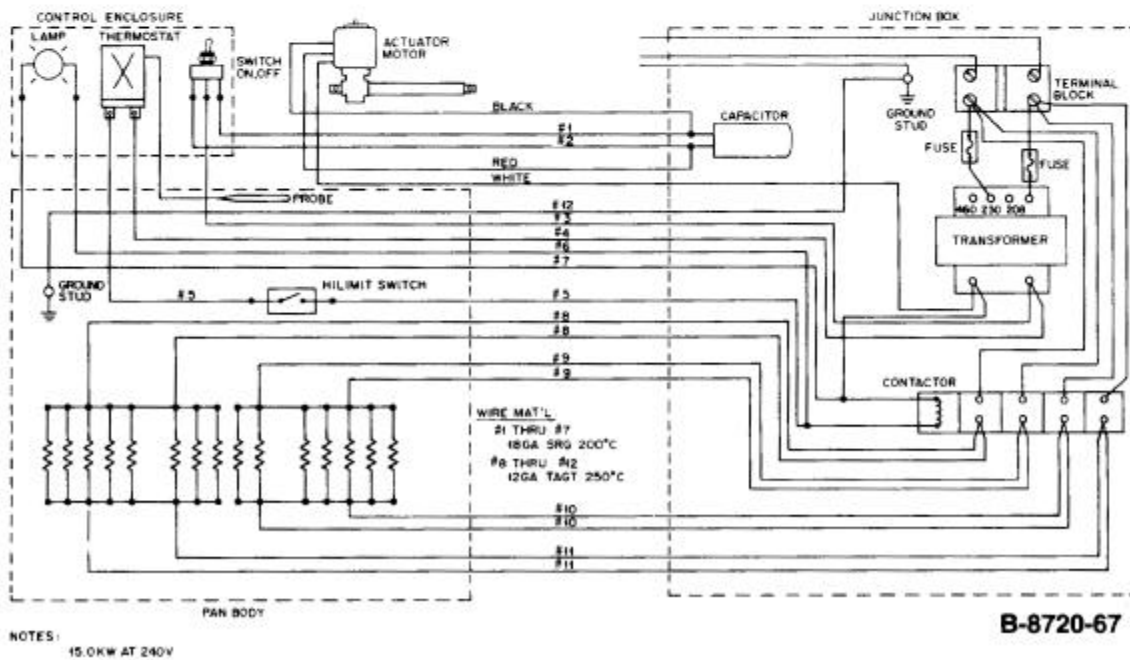 CONTROL ENCLOSURE
LAMP
THERMOSTAT
SWITCH
ON,OFF
ACTUATOR
MOTOR
JUNCTION BOX
TERMINAL
BLOCK
GROUND
STUD
FUSE
FUSE
BLACK
#1
#2
CAPACITOR
RED
WHITE
PROBE
#12
#3
#4
#6
#7
460 230 208
TRANSFORMER
GROUND
STUD
#5
HILIMIT SWITCH
#5
#8
#8
#9
#9
CONTACTOR
WIRE MAT'L
#1 THRU #7
18GA SRG 200°C
#8 THRU #12
12GA TAGT 250°C
#10
#10
#11
#11
PAN BODY
B-8720-67
NOTES:
15.0KW AT 240V